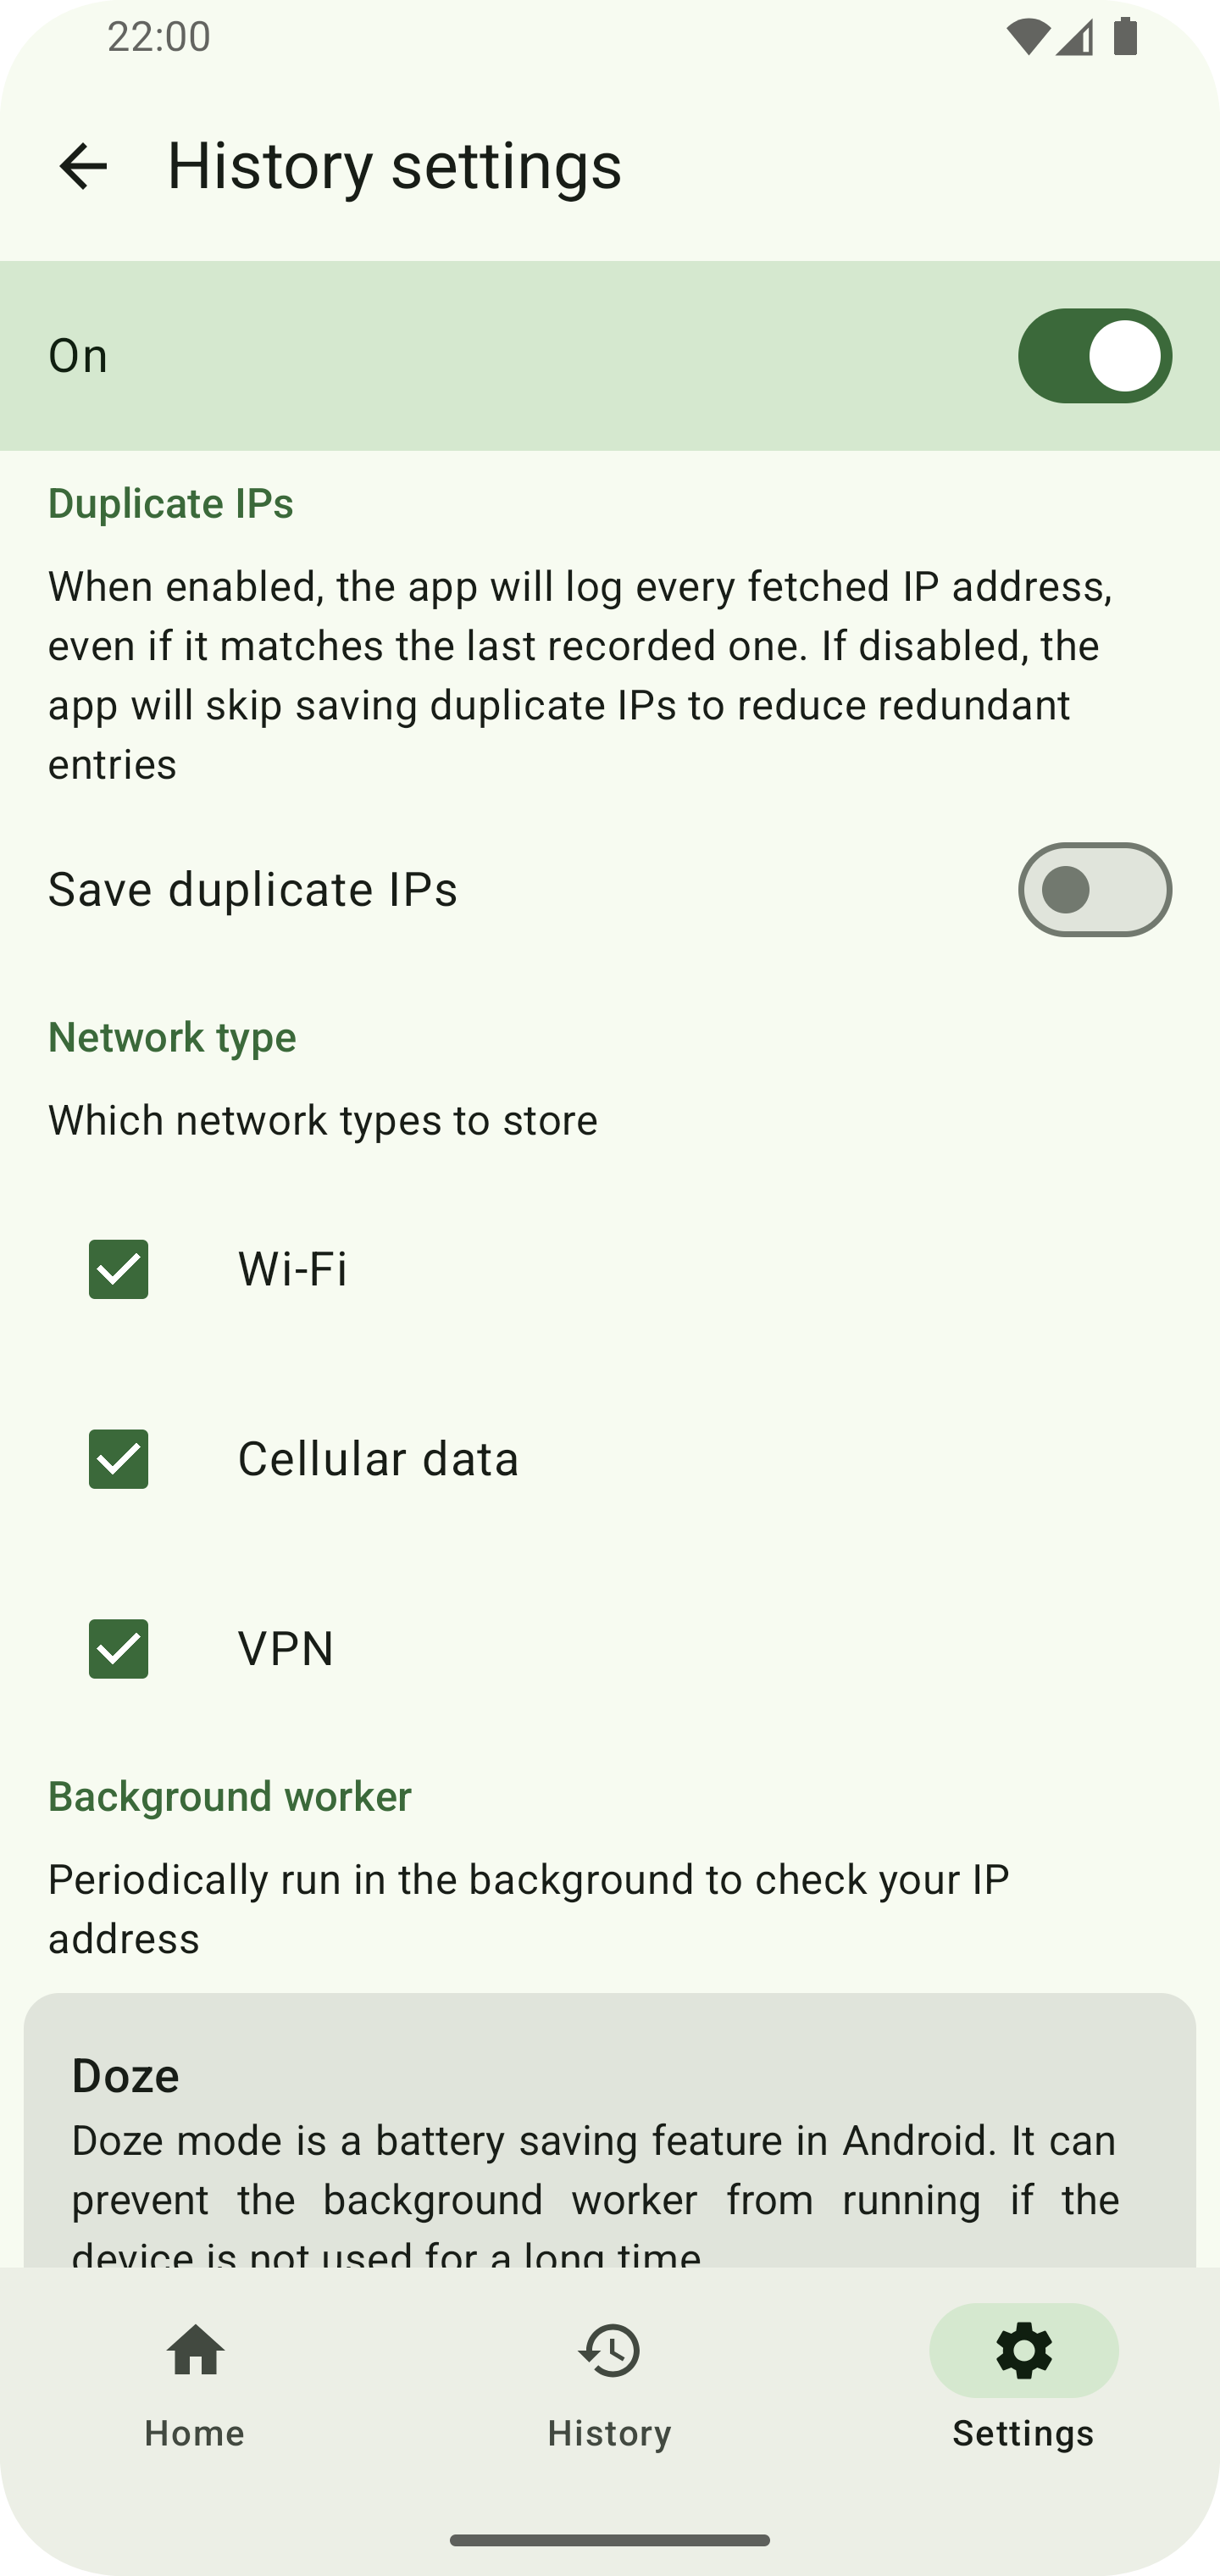 22:00
History settings
On
Duplicate IPs
When enabled, the app will log every fetched IP address,
even if it matches the last recorded one. If disabled, the
app will skip saving duplicate IPs to reduce redundant
entries
Save duplicate IPs
Network type
Which network types to store
Wi-Fi
Cellular data
VPN
Background worker
Periodically run in the background to check your IP
address
Doze
Doze mode is a battery saving feature in Android. It can
prevent the background worker from running if the
device is not used for a long time
Home
History
Settings